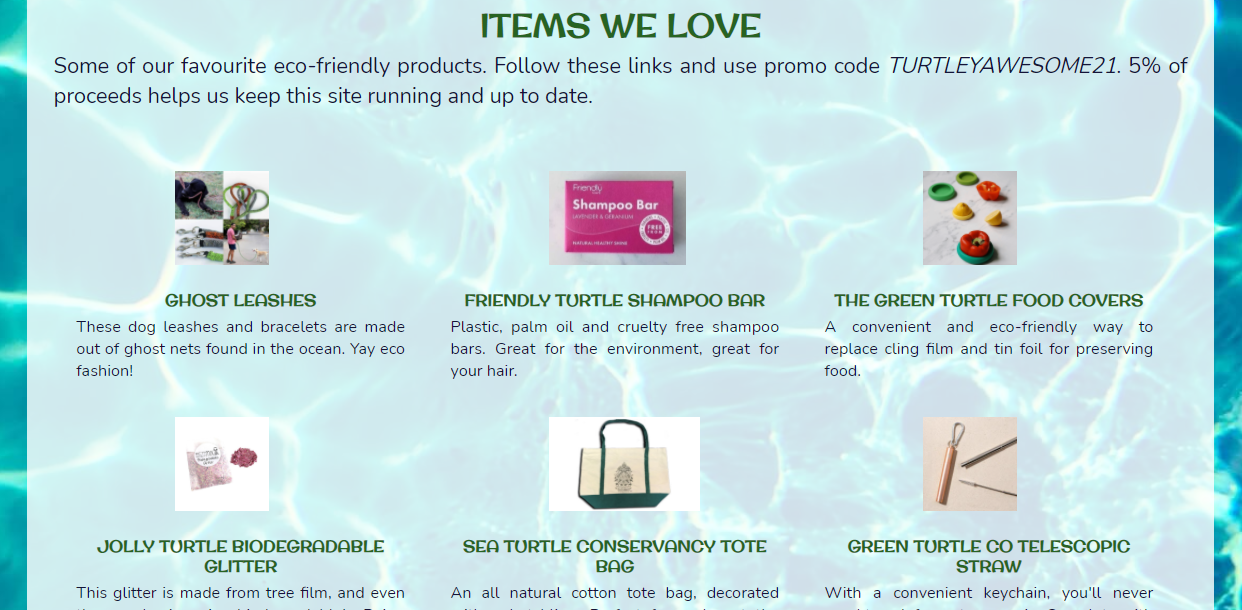 ITEMS WE LOVE
Some of our favourite eco-friendly products. Follow these links and use promo code TURTLEYAWESOME21. 5% of
proceeds helps us keep this site running and up to date.
Friendly
Shampoo Bar
LAVENDER & GERANIUM
FREE FROM
NATURAL HEALTHY SHINE
GHOST LEASHES
These dog leashes and bracelets are made
out of ghost nets found in the ocean. Yay eco
fashion!
FRIENDLY TURTLE SHAMPOO BAR
Plastic, palm oil and cruelty free shampoo
bars. Great for the environment, great for
your hair.
THE GREEN TURTLE FOOD COVERS
A convenient and eco-friendly way to
replace cling film and tin foil for preserving
food.
JOLLY TURTLE BIODEGRADABLE
GLITTER
This glitter is made from tree film, and even
SEA TURTLE CONSERVANCY TOTE
BAG
An all natural cotton tote bag, decorated
GREEN TURTLE CO TELESCOPIC
STRAW
With a convenient keychain, you'll never